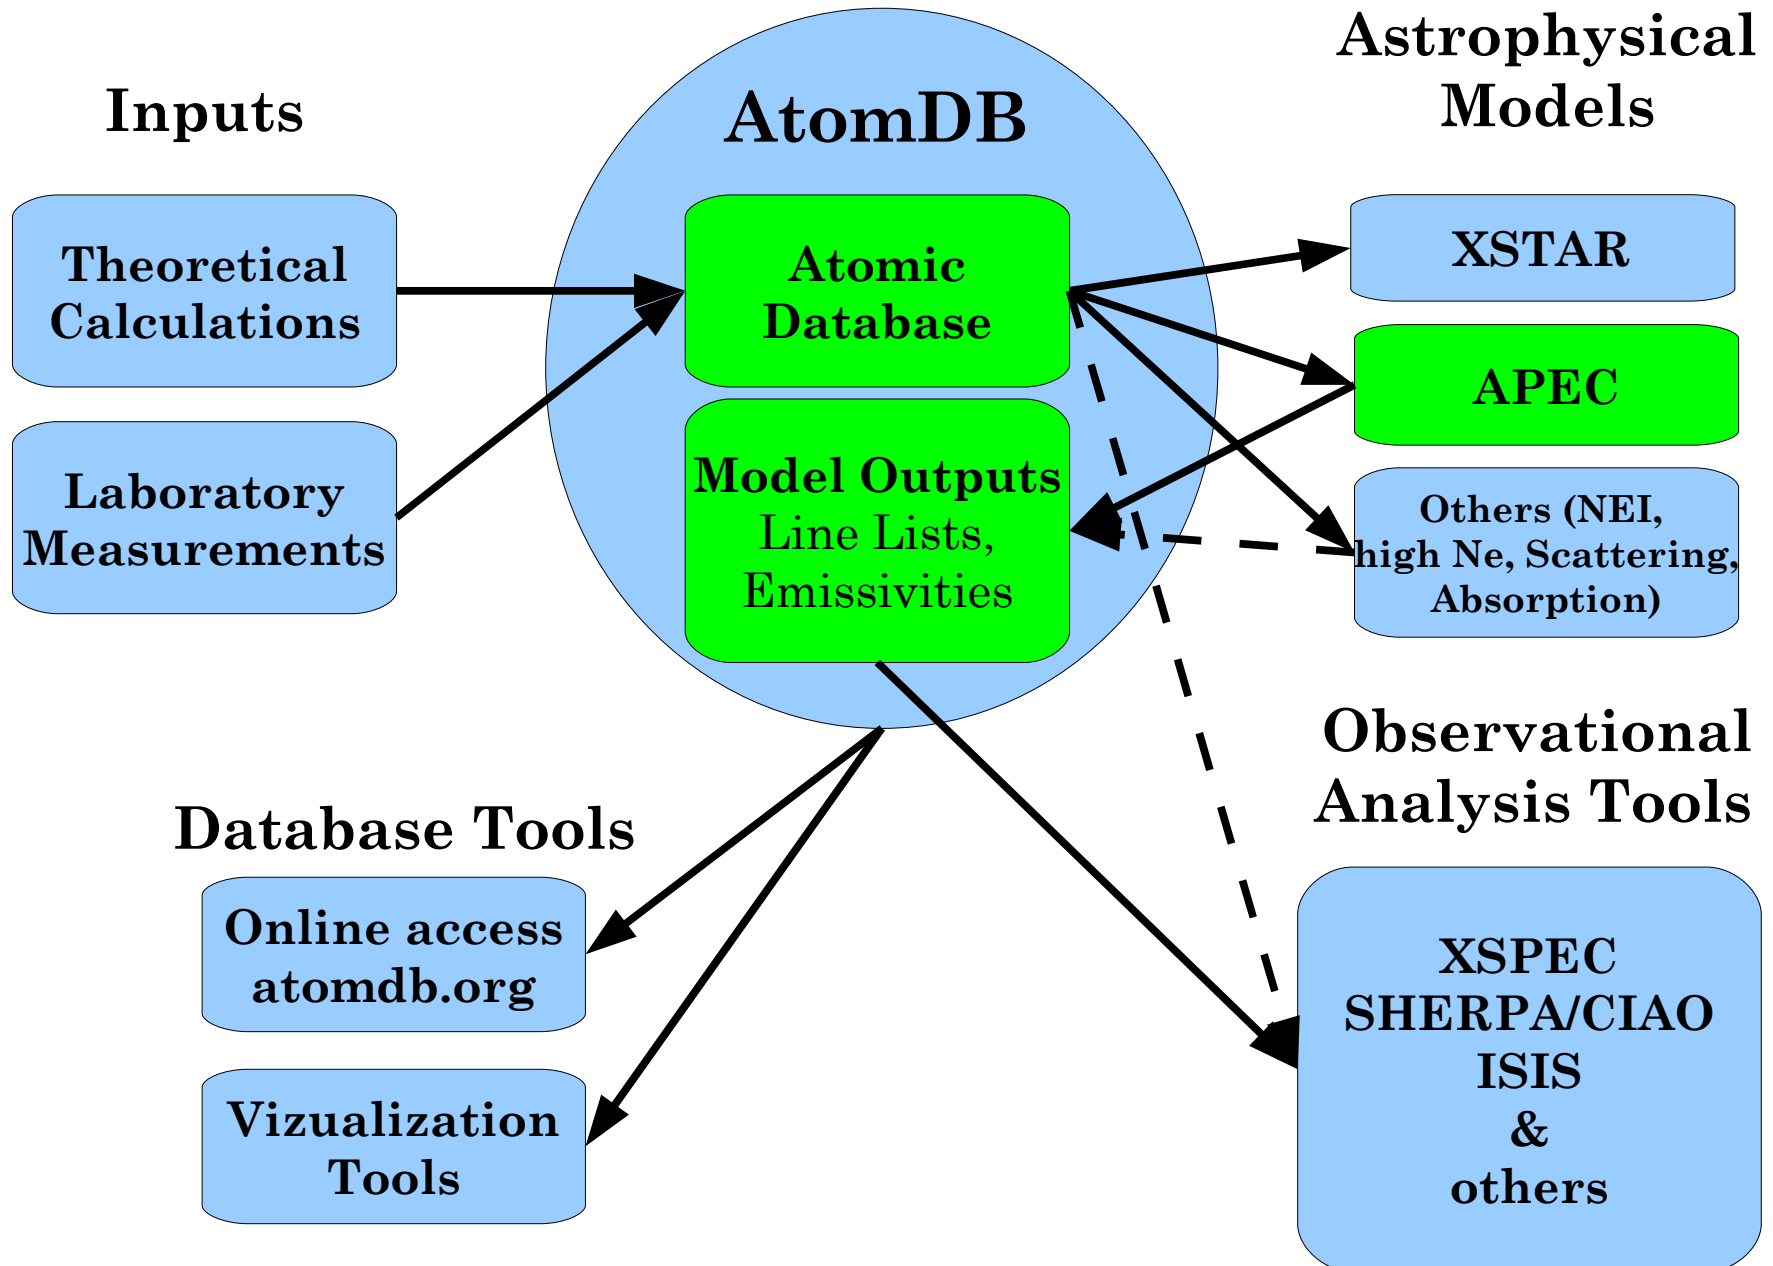 Inputs
Theoretical
Calculations
Laboratory
Measurements
AtomDB
Atomic
Database
Model Outputs
Line Lists,
Emissivities
Astrophysical
Models
XSTAR
APEC
Others (NEI,
high Ne, Scattering,
Absorption)
Database Tools
Online access
atomdb.org
Vizualization
Tools
Observational
Analysis Tools
XSPEC
SHERPA/CIAO
ISIS
&
others